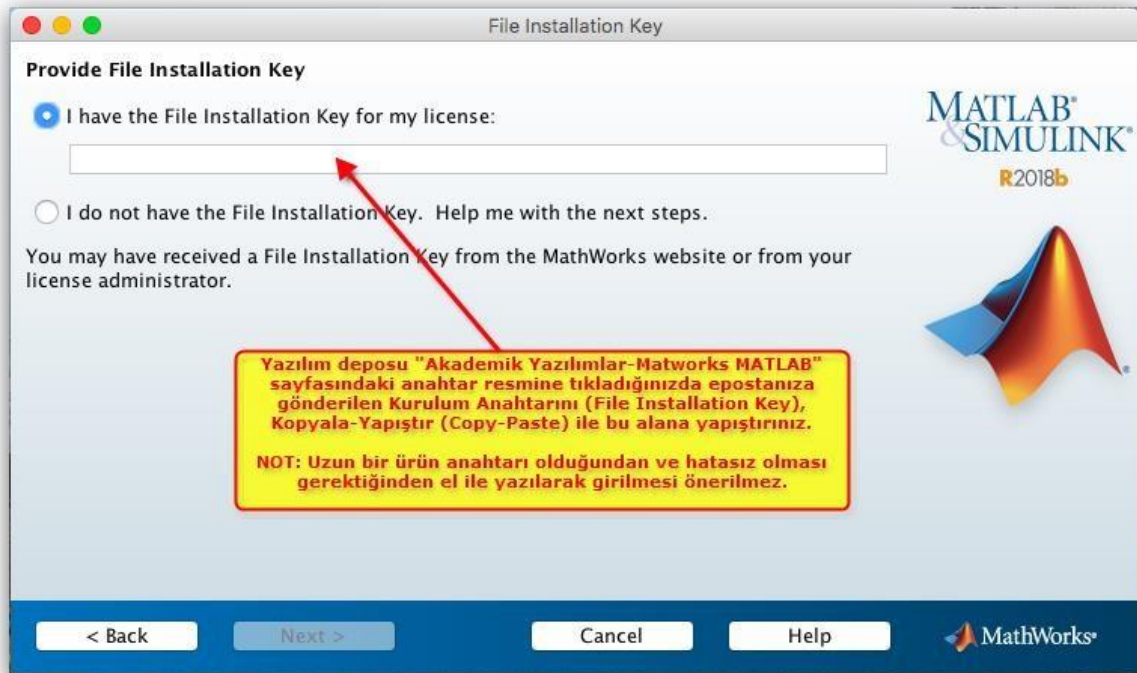 File Installation Key
Provide File Installation Key
I have the File Installation Key for my license:
MATLAB®
&SIMULINK®
R2018b
I do not have the File Installation Key. Help me with the next steps.
You may have received a File Installation Key from the MathWorks website or from your
license administrator.
Yazılım deposu "Akademik Yazılımlar-Matworks MATLAB"
sayfasındaki anahtar resmine tıkladığınızda epostanıza
gönderilen Kurulum Anahtarını (File Installation Key),
Kopyala-Yapıştır (Copy-Paste) ile bu alana yapıştırınız.
NOT: Uzun bir ürün anahtarı olduğundan ve hatasız olması
gerektiğinden el ile yazılarak girilmesi önerilmez.
< Back Next > Cancel Help MathWorks®